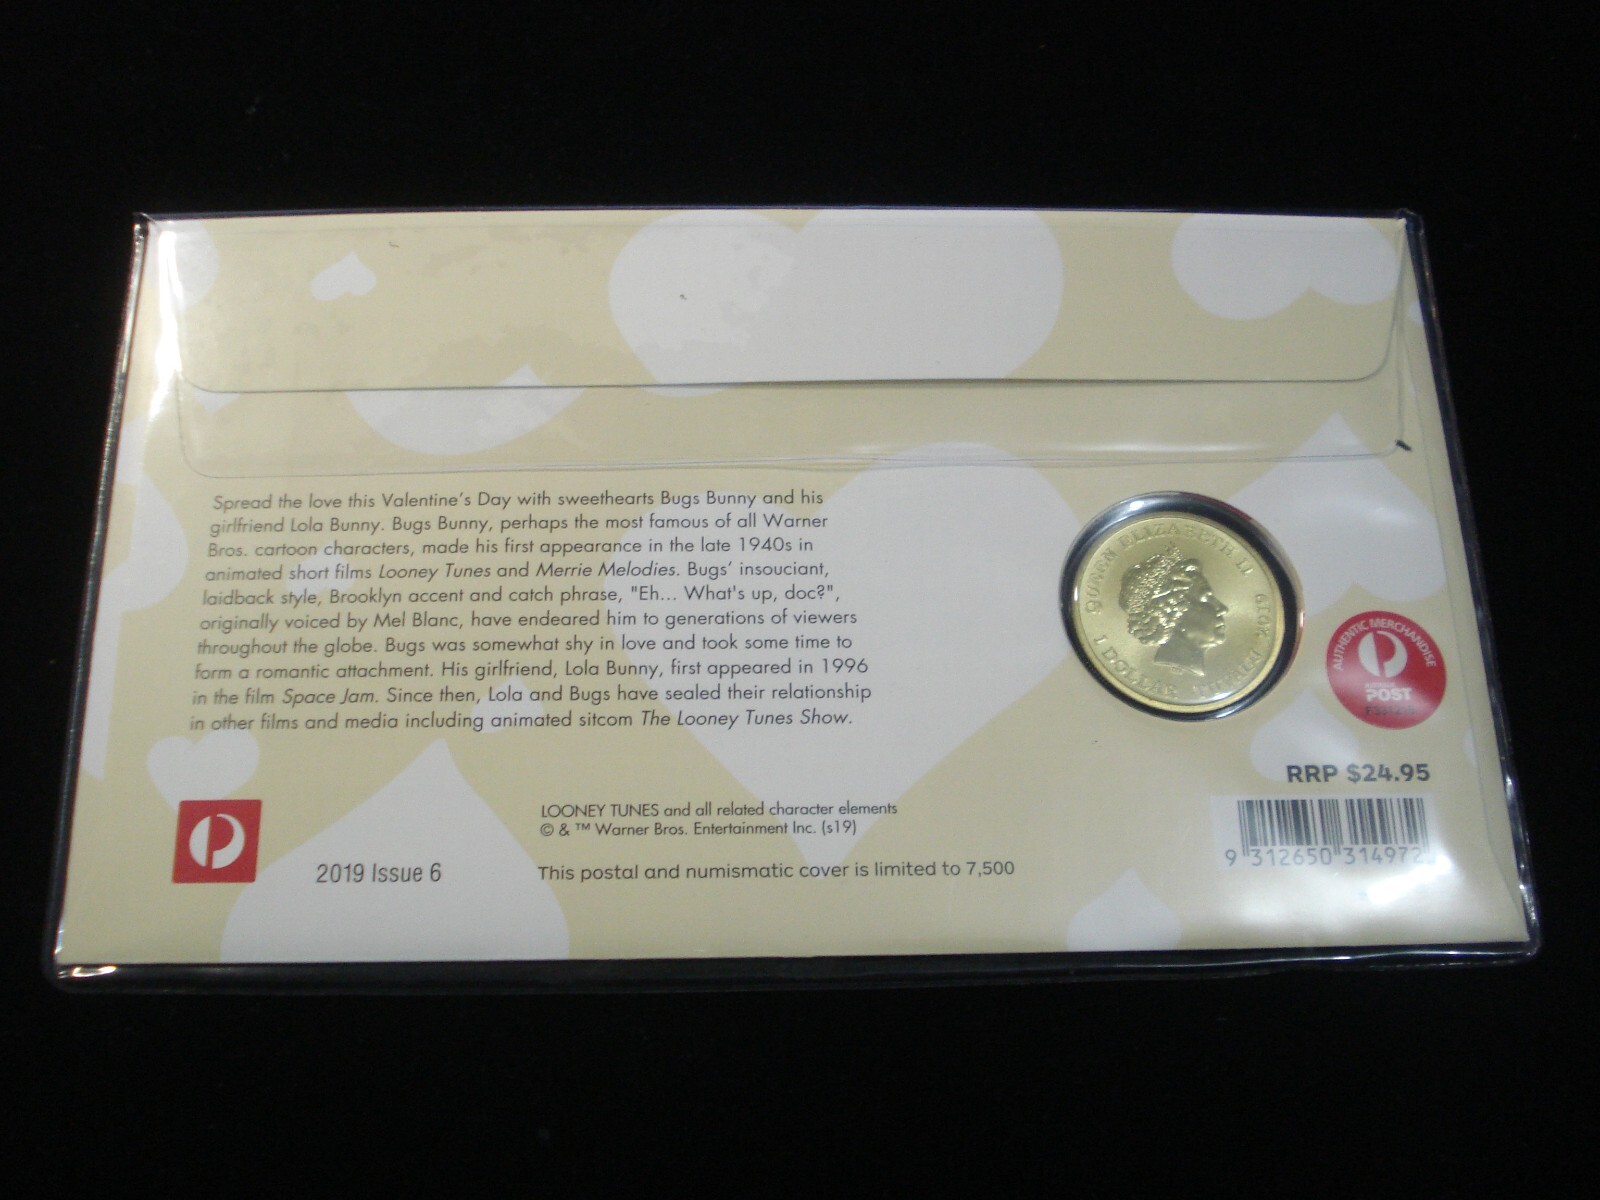 Spread the love this Valentine's Day with sweethearts Bugs Bunny and his
girlfriend Lola Bunny. Bugs Bunny, perhaps the most famous of all Warner
Bros. cartoon characters, made his first appearance in the late 1940s in
animated short films Looney Tunes and Merrie Melodies. Bugs' insouciant,
laidback style, Brooklyn accent and catch phrase, "Eh... What's up, doc?",
originally voiced by Mel Blanc, have endeared him to generations of viewers
throughout the globe. Bugs was somewhat shy in love and took some time to
form a romantic attachment. His girlfriend, Lola Bunny, first appeared in 1996
in the film Space Jam. Since then, Lola and Bugs have sealed their relationship
in other films and media including animated sitcom The Looney Tunes Show.
QUEEN ELIZABETH II
1 DOLLAR TUVALU 2019
AUTHENTIC MERCHANDISE
POST
RRP $24.95
9 312650 314972
LOONEY TUNES and all related character elements
© & ™ Warner Bros. Entertainment Inc. (s19)
2019 Issue 6
This postal and numismatic cover is limited to 7,500